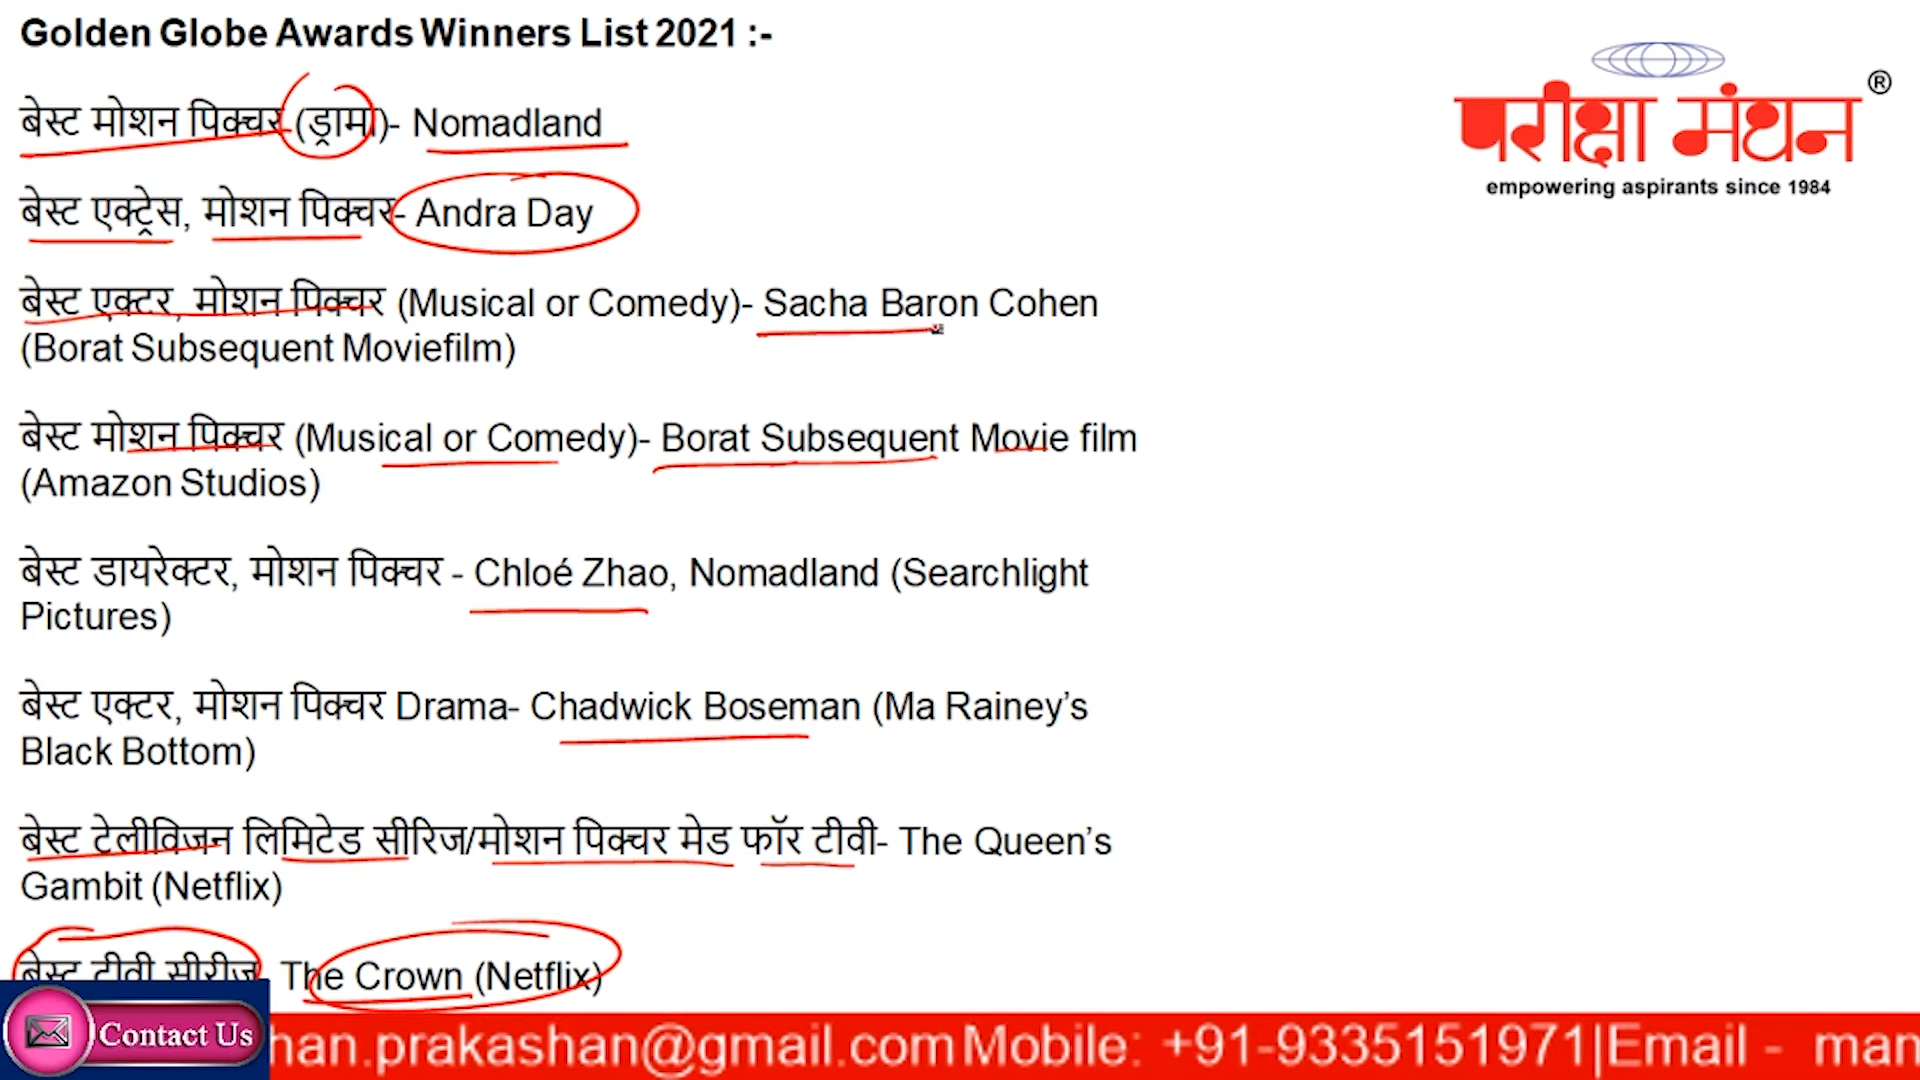 Golden Globe Awards Winners List 2021 :-
बेस्ट मोशन पिक्चर (ड्रामा)- Nomadland
बेस्ट एक्ट्रेस, मोशन पिक्चर- Andra Day
बेस्ट एक्टर, मोशन पिक्चर (Musical or Comedy)- Sacha Baron Cohen
(Borat Subsequent Moviefilm)
बेस्ट मोशन पिक्चर (Musical or Comedy)- Borat Subsequent Movie film
(Amazon Studios)
बेस्ट डायरेक्टर, मोशन पिक्चर - Chloé Zhao, Nomadland (Searchlight
Pictures)
बेस्ट एक्टर, मोशन पिक्चर Drama- Chadwick Boseman (Ma Rainey’s
Black Bottom)
बेस्ट टेलीविजन लिमिटेड सीरिज/मोशन पिक्चर मेड फॉर टीवी- The Queen’s
Gambit (Netflix)
बेस्ट टीवी सीरीज The Crown (Netflix)
परीक्षा मंथन ®
empowering aspirants since 1984
Contact Us
han.prakashan@gmail.com Mobile: +91-9335151971|Email - man